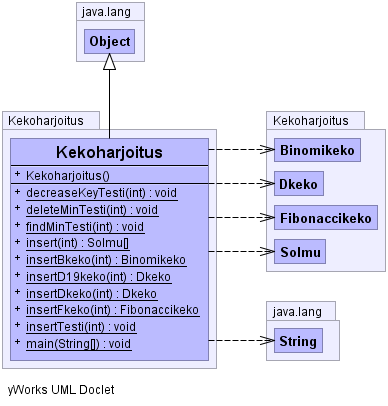 java.lang
Object
Kekoharjoitus
Kekoharjoitus
+ Kekoharjoitus()
+ decreaseKeyTesti(int) : void
+ deleteMinTesti(int) : void
+ findMinTesti(int) : void
+ insert(int) : Solmu[]
+ insertBkeko(int) : Binomikeko
+ insertD19keko(int) : Dkeko
+ insertDkeko(int) : Dkeko
+ insertFkeko(int) : Fibonaccikeko
+ insertTesti(int) : void
+ main(String[]) : void
Kekoharjoitus
Binomikeko
Dkeko
Fibonaccikeko
Solmu
java.lang
String
yWorks UML Doclet